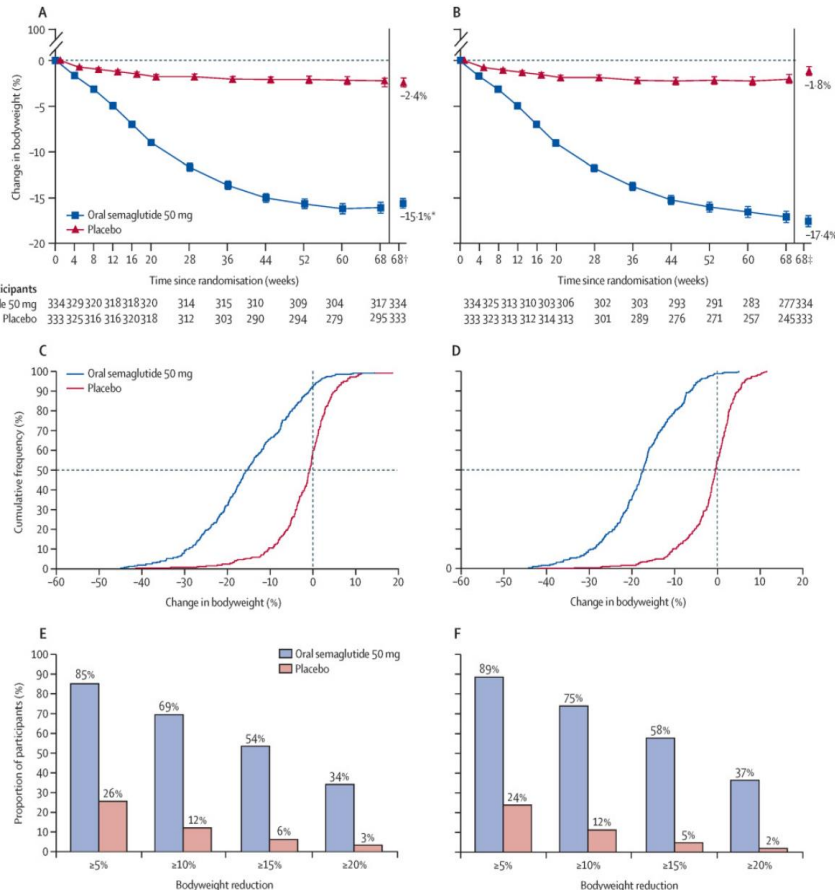 A
B
100
0
−5
−10
−15
−20
Change in bodyweight (%)
−2·4%
−15·1%*
Oral semaglutide 50 mg
Placebo
−1·8%
−17·4%
0 4 8 12 16 20 28 36 44 52 60 68 68†
0 4 8 12 16 20 28 36 44 52 60 68 68‡
Time since randomisation (weeks)
Time since randomisation (weeks)
ticipants
de 50 mg 334 329 320 318 318 320 314 315 310 309 304 317 334
Placebo 333 325 316 316 320 318 312 303 290 294 279 295 333
334 325 313 310 303 306 302 303 293 291 283 277 334
333 323 313 312 314 313 301 289 276 271 257 245 333
C
D
Oral semaglutide 50 mg
Placebo
100
90
80
70
60
50
40
30
20
10
0
Cumulative frequency (%)
0
−60 −50 −40 −30 −20 −10 0 10 20
−60 −50 −40 −30 −20 −10 0 10 20
Change in bodyweight (%)
Change in bodyweight (%)
E
F
Oral semaglutide 50 mg
Placebo
100
90
80
70
60
50
40
30
20
10
0
Proportion of participants (%)
85%
26%
69%
12%
54%
6%
34%
3%
89%
24%
75%
12%
58%
5%
37%
2%
≥5% ≥10% ≥15% ≥20%
≥5% ≥10% ≥15% ≥20%
Bodyweight reduction
Bodyweight reduction